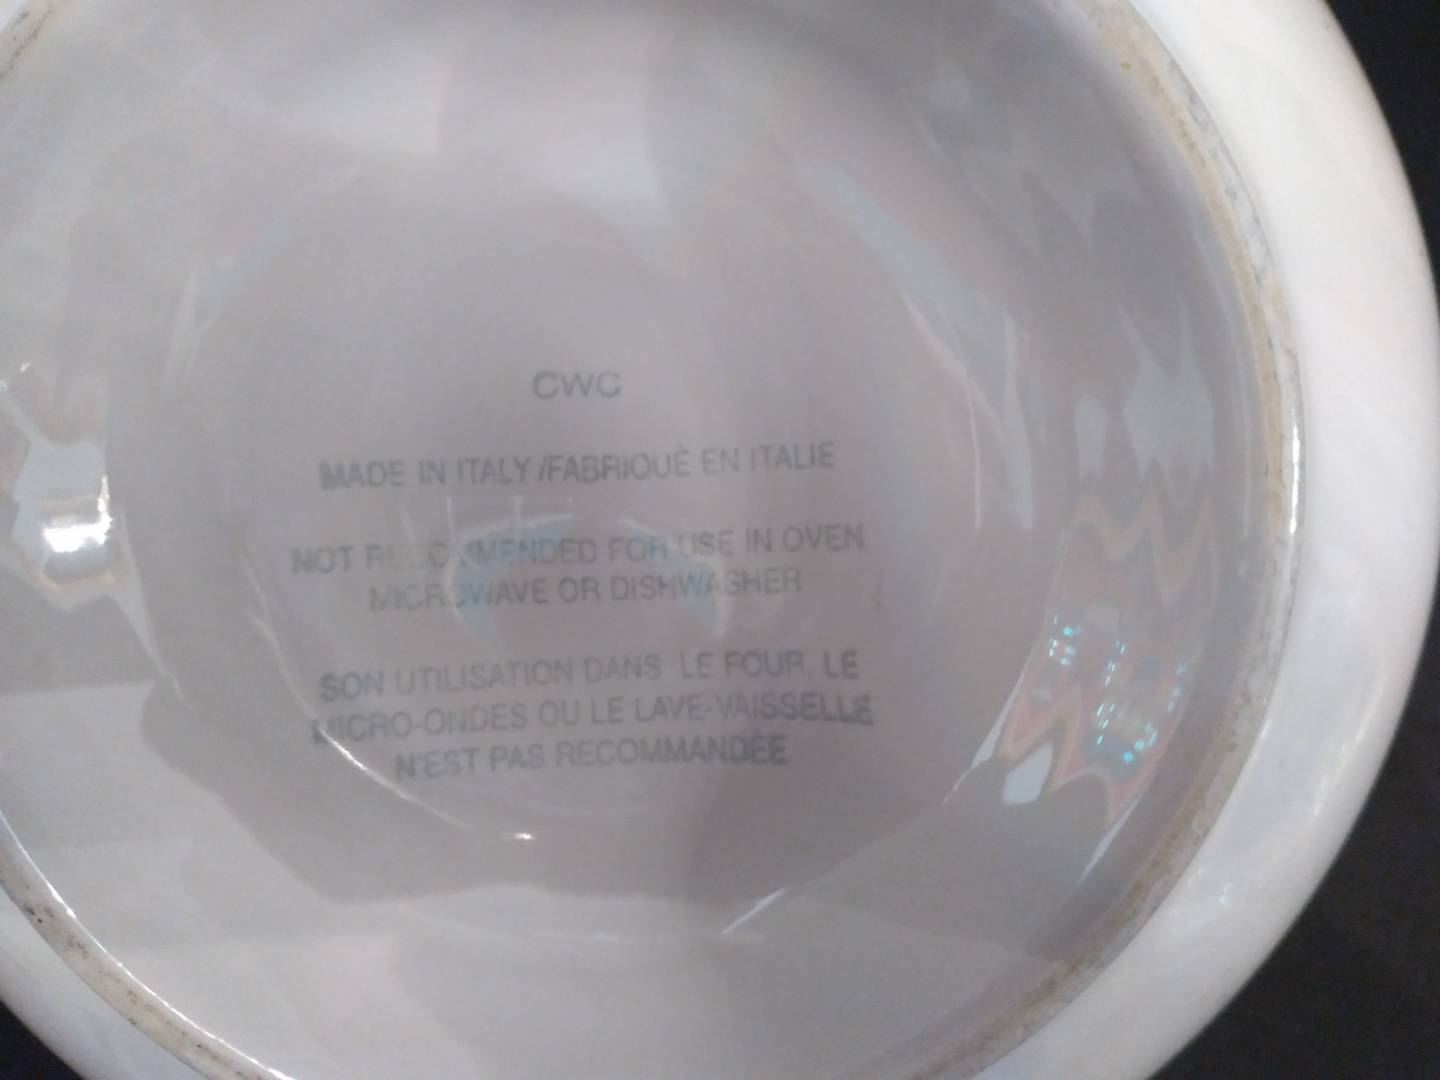 CWC
MADE IN ITALY /FABRIQUÈ EN ITALIE
NOT RECOMMENDED FOR USE IN OVEN
MICROWAVE OR DISHWASHER
SON UTILISATION DANS LE FOUR, LE
MICRO-ONDES OU LE LAVE-VAISSELLE
N'EST PAS RECOMMANDÈE